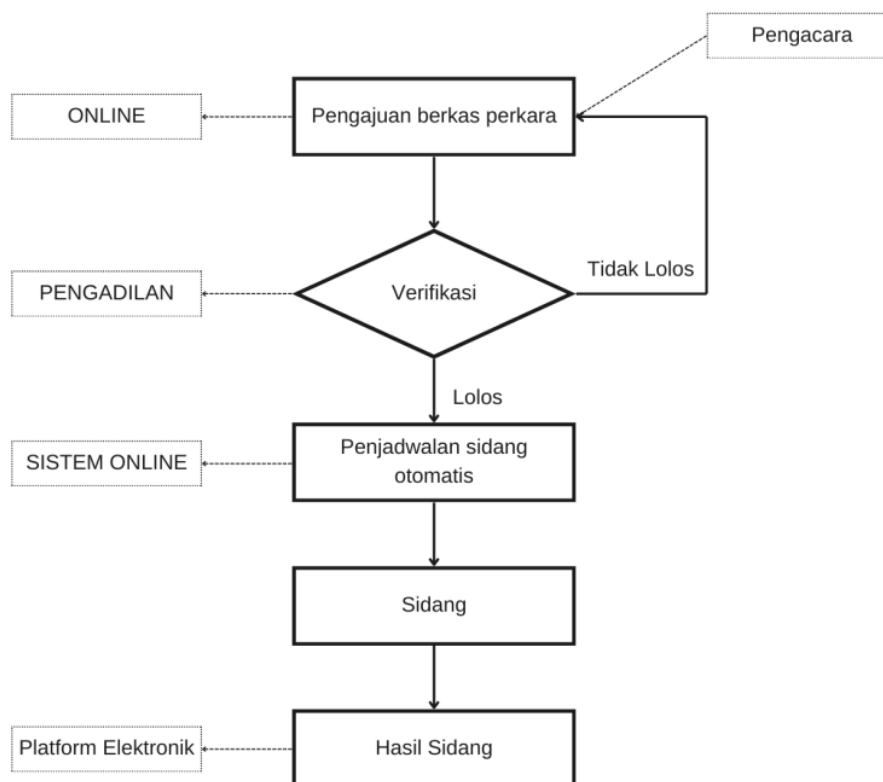 Pengacara
ONLINE
Pengajuan berkas perkara
PENGADILAN
Verifikasi
Tidak Lolos
Lolos
SISTEM ONLINE
Penjadwalan sidang
otomatis
Sidang
Platform Elektronik
Hasil Sidang